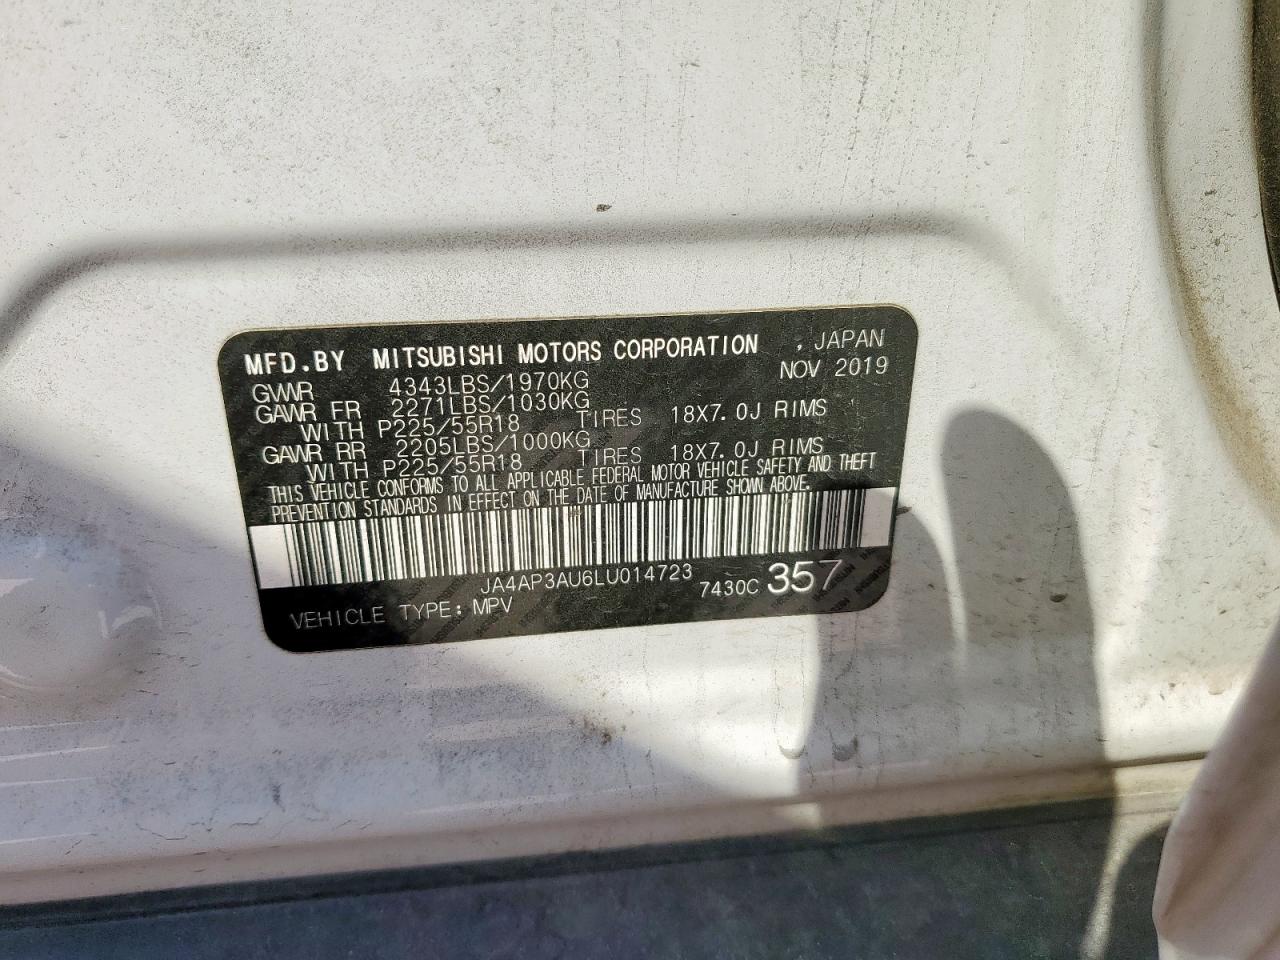 MFD.BY MITSUBISHI MOTORS CORPORATION , JAPAN
GVWR 4343LBS/1970KG NOV 2019
GAWR FR 2271LBS/1030KG
WITH P225/55R18 TIRES 18X7.0J RIMS
GAWR RR 2205LBS/1000KG
WITH P225/55R18 TIRES 18X7.0J RIMS
THIS VEHICLE CONFORMS TO ALL APPLICABLE FEDERAL MOTOR VEHICLE SAFETY AND THEFT
PREVENTION STANDARDS IN EFFECT ON THE DATE OF MANUFACTURE SHOWN ABOVE.
JA4AP3AU6LU014723
VEHICLE TYPE: MPV 7430C 357